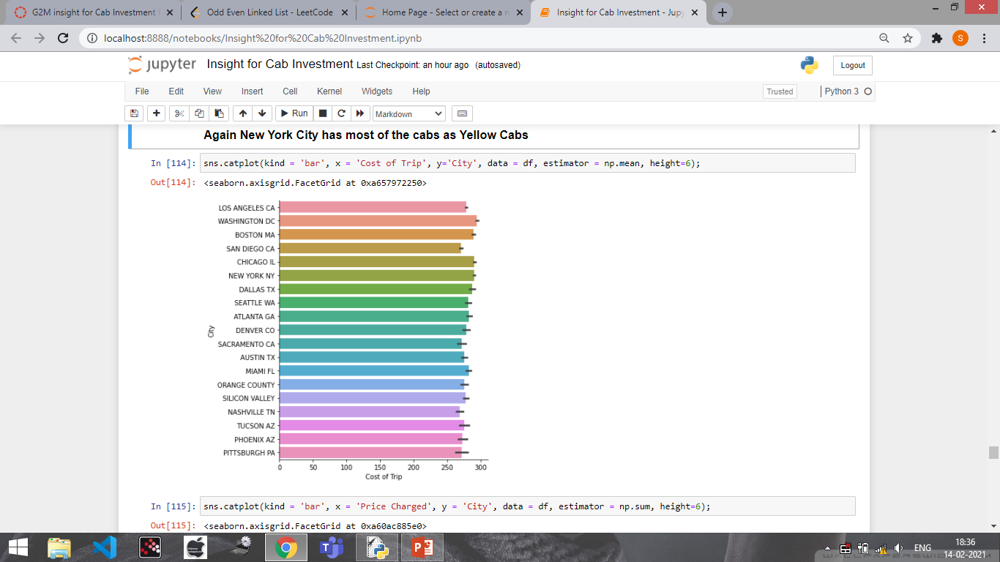 G2M insight for Cab Investment
Odd Even Linked List - LeetCode
Home Page - Select or create a n
Insight for Cab Investment - Jupy
localhost:8888/notebooks/Insight%20for%20Cab%20Investment.ipynb
S
jupyter Insight for Cab Investment Last Checkpoint: an hour ago (autosaved)
Logout
File Edit View Insert Cell Kernel Widgets Help
Trusted Python 3
Run Markdown
Again New York City has most of the cabs as Yellow Cabs
In [114]: sns.catplot(kind = 'bar', x = 'Cost of Trip', y='City', data = df, estimator = np.mean, height=6);
Out[114]: <seaborn.axisgrid.FacetGrid at 0xa657972250>
LOS ANGELES CA
WASHINGTON DC
BOSTON MA
SAN DIEGO CA
CHICAGO IL
NEW YORK NY
DALLAS TX
SEATTLE WA
ATLANTA GA
DENVER CO
SACRAMENTO CA
AUSTIN TX
MIAMI FL
ORANGE COUNTY
SILICON VALLEY
NASHVILLE TN
TUCSON AZ
PHOENIX AZ
PITTSBURGH PA
City
0 50 100 150 200 250 300
Cost of Trip
In [115]: sns.catplot(kind = 'bar', x = 'Price Charged', y = 'City', data = df, estimator = np.sum, height=6);
Out[115]: <seaborn.axisgrid.FacetGrid at 0xa60ac885e0>
ENG
18:36
14-02-2021